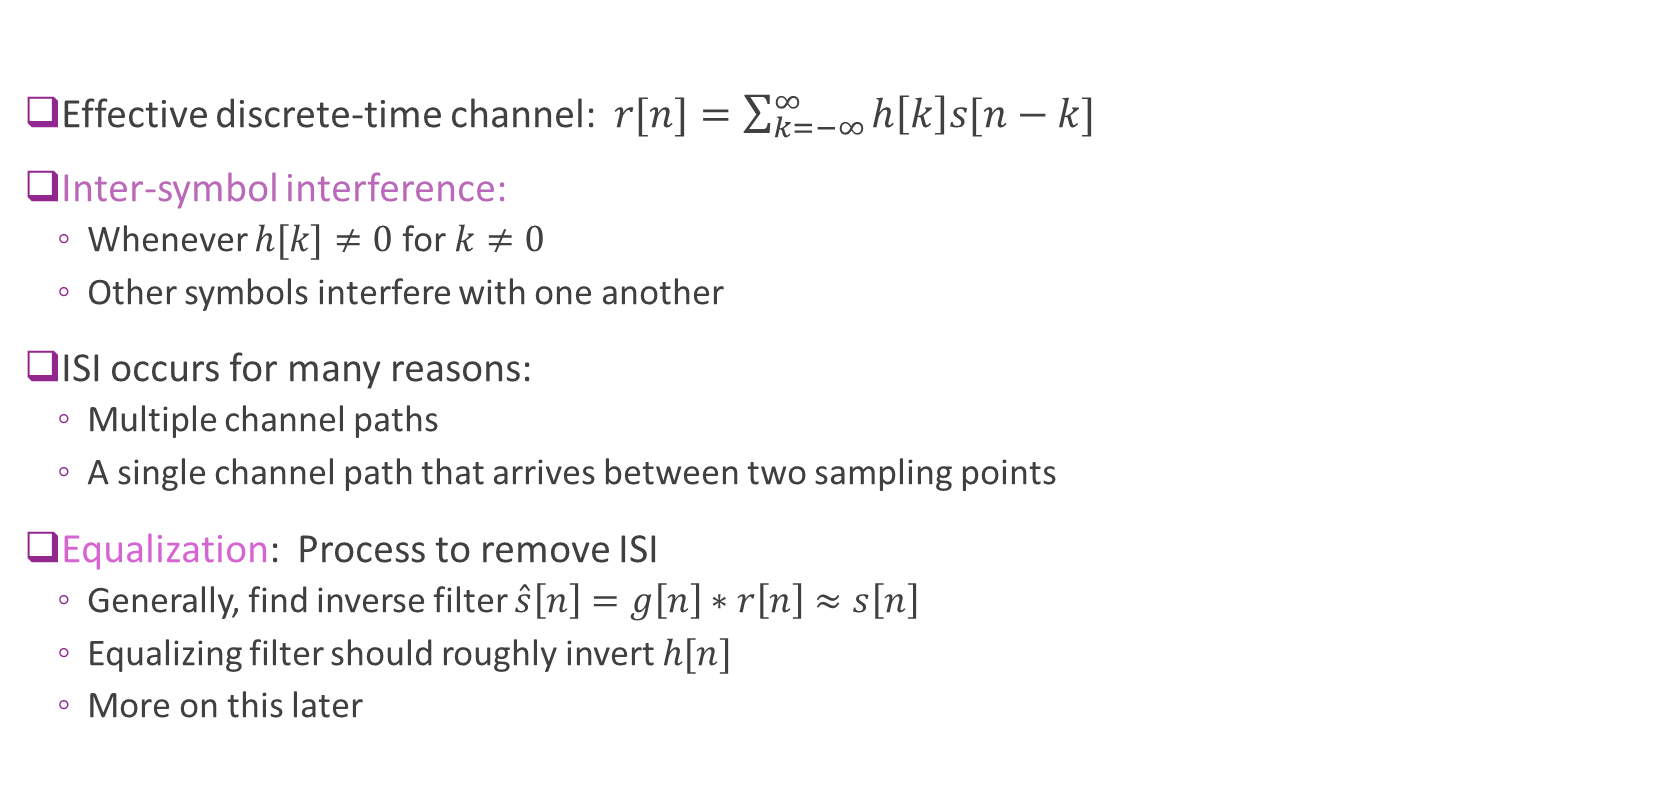 ❑Effective discrete-time channel: r[n] = ∑_{k=−∞}^{∞} h[k]s[n − k]
❑Inter-symbol interference:
◦ Whenever h[k] ≠ 0 for k ≠ 0
◦ Other symbols interfere with one another
❑ISI occurs for many reasons:
◦ Multiple channel paths
◦ A single channel path that arrives between two sampling points
❑Equalization: Process to remove ISI
◦ Generally, find inverse filter ŝ[n] = g[n] ∗ r[n] ≈ s[n]
◦ Equalizing filter should roughly invert h[n]
◦ More on this later